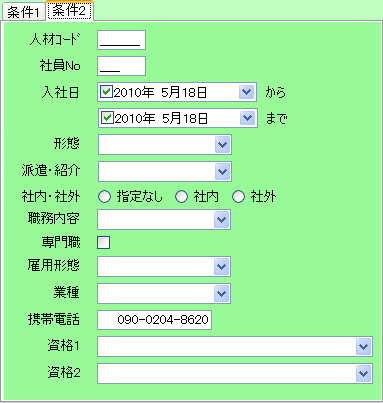 条件1 条件2
人材ｺｰﾄﾞ ______
社員No ___
入社日 2010年 5月18日 から
2010年 5月18日 まで
形態
派遣・紹介
社内・社外 指定なし 社内 社外
職務内容
専門職
雇用形態
業種
携帯電話 090-0204-8620
資格1
資格2